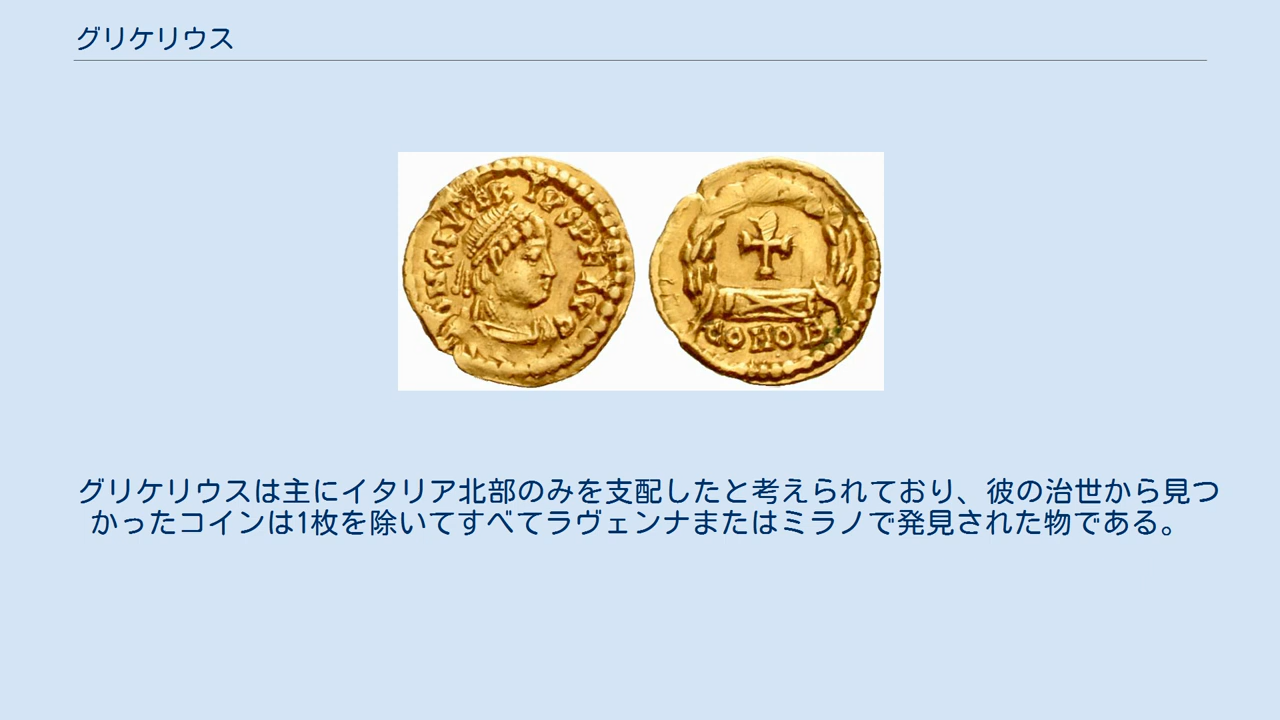 グリケリウス
COHOB
グリケリウスは主にイタリア北部のみを支配したと考えられており、彼の治世から見つ
かったコインは1枚を除いてすべてラヴェンナまたはミラノで発見された物である。